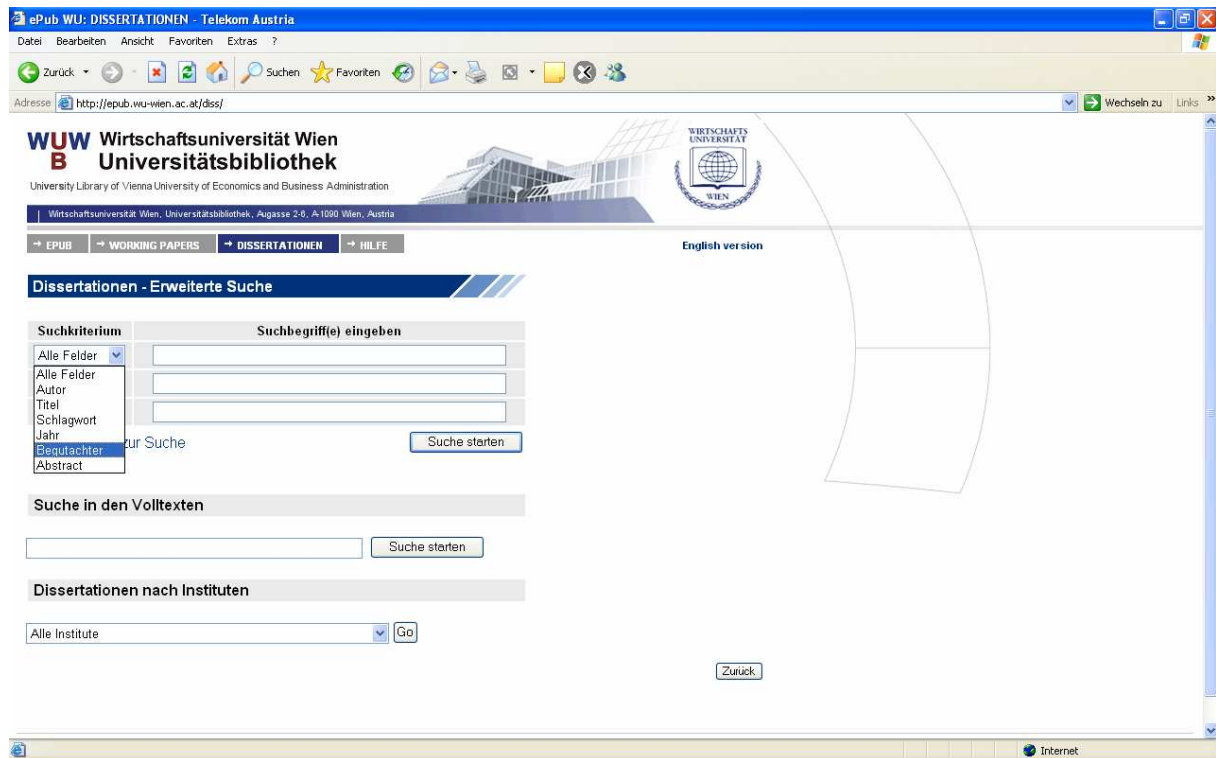 ePub WU: DISSERTATIONEN - Telekom Austria
Datei Bearbeiten Ansicht Favoriten Extras ?
Zurück Suchen Favoriten
Adresse http://epub.wu-wien.ac.at/diss/ Wechseln zu Links »
WUW Wirtschaftsuniversität Wien
B Universitätsbibliothek
University Library of Vienna University of Economics and Business Administration
Wirtschaftsuniversität Wien, Universitätsbibliothek, Augasse 2-6, A-1090 Wien, Austria
WIRTSCHAFTS
UNIVERSITÄT
WIEN
→ EPUB → WORKING PAPERS → DISSERTATIONEN → HILFE English version
Dissertationen - Erweiterte Suche
Suchkriterium Suchbegriff(e) eingeben
Alle Felder
Alle Felder
Autor
Titel
Schlagwort
Jahr
Begutachter
Abstract
zur Suche Suche starten
Suche in den Volltexten
Suche starten
Dissertationen nach Instituten
Alle Institute Go
Zurück
Internet